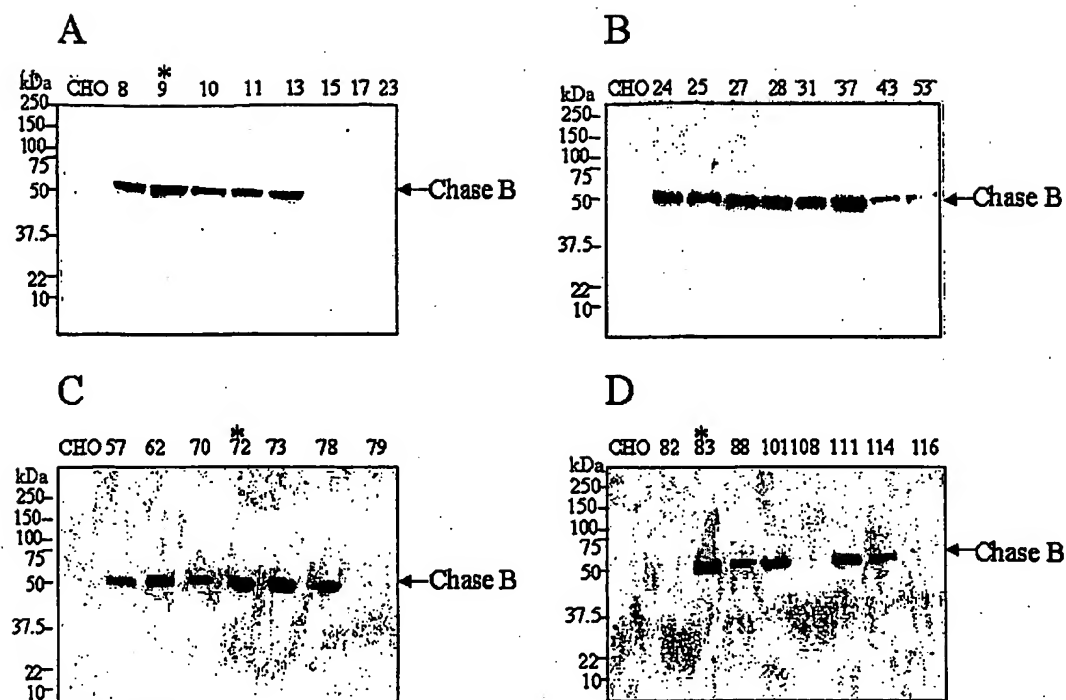 A
*
kDa CHO 8 9 10 11 13 15 17 23
250
150
100
75
50
37.5
22
10
Chase B
B
kDa CHO 24 25 27 28 31 37 43 53
250
150
100
75
50
37.5
22
10
Chase B
C
*
CHO 57 62 70 72 73 78 79
kDa
250
150
100
75
50
37.5
22
10
Chase B
D
*
CHO 82 83 88 101 108 111 114 116
kDa
250
150
100
75
50
37.5
22
10
Chase B